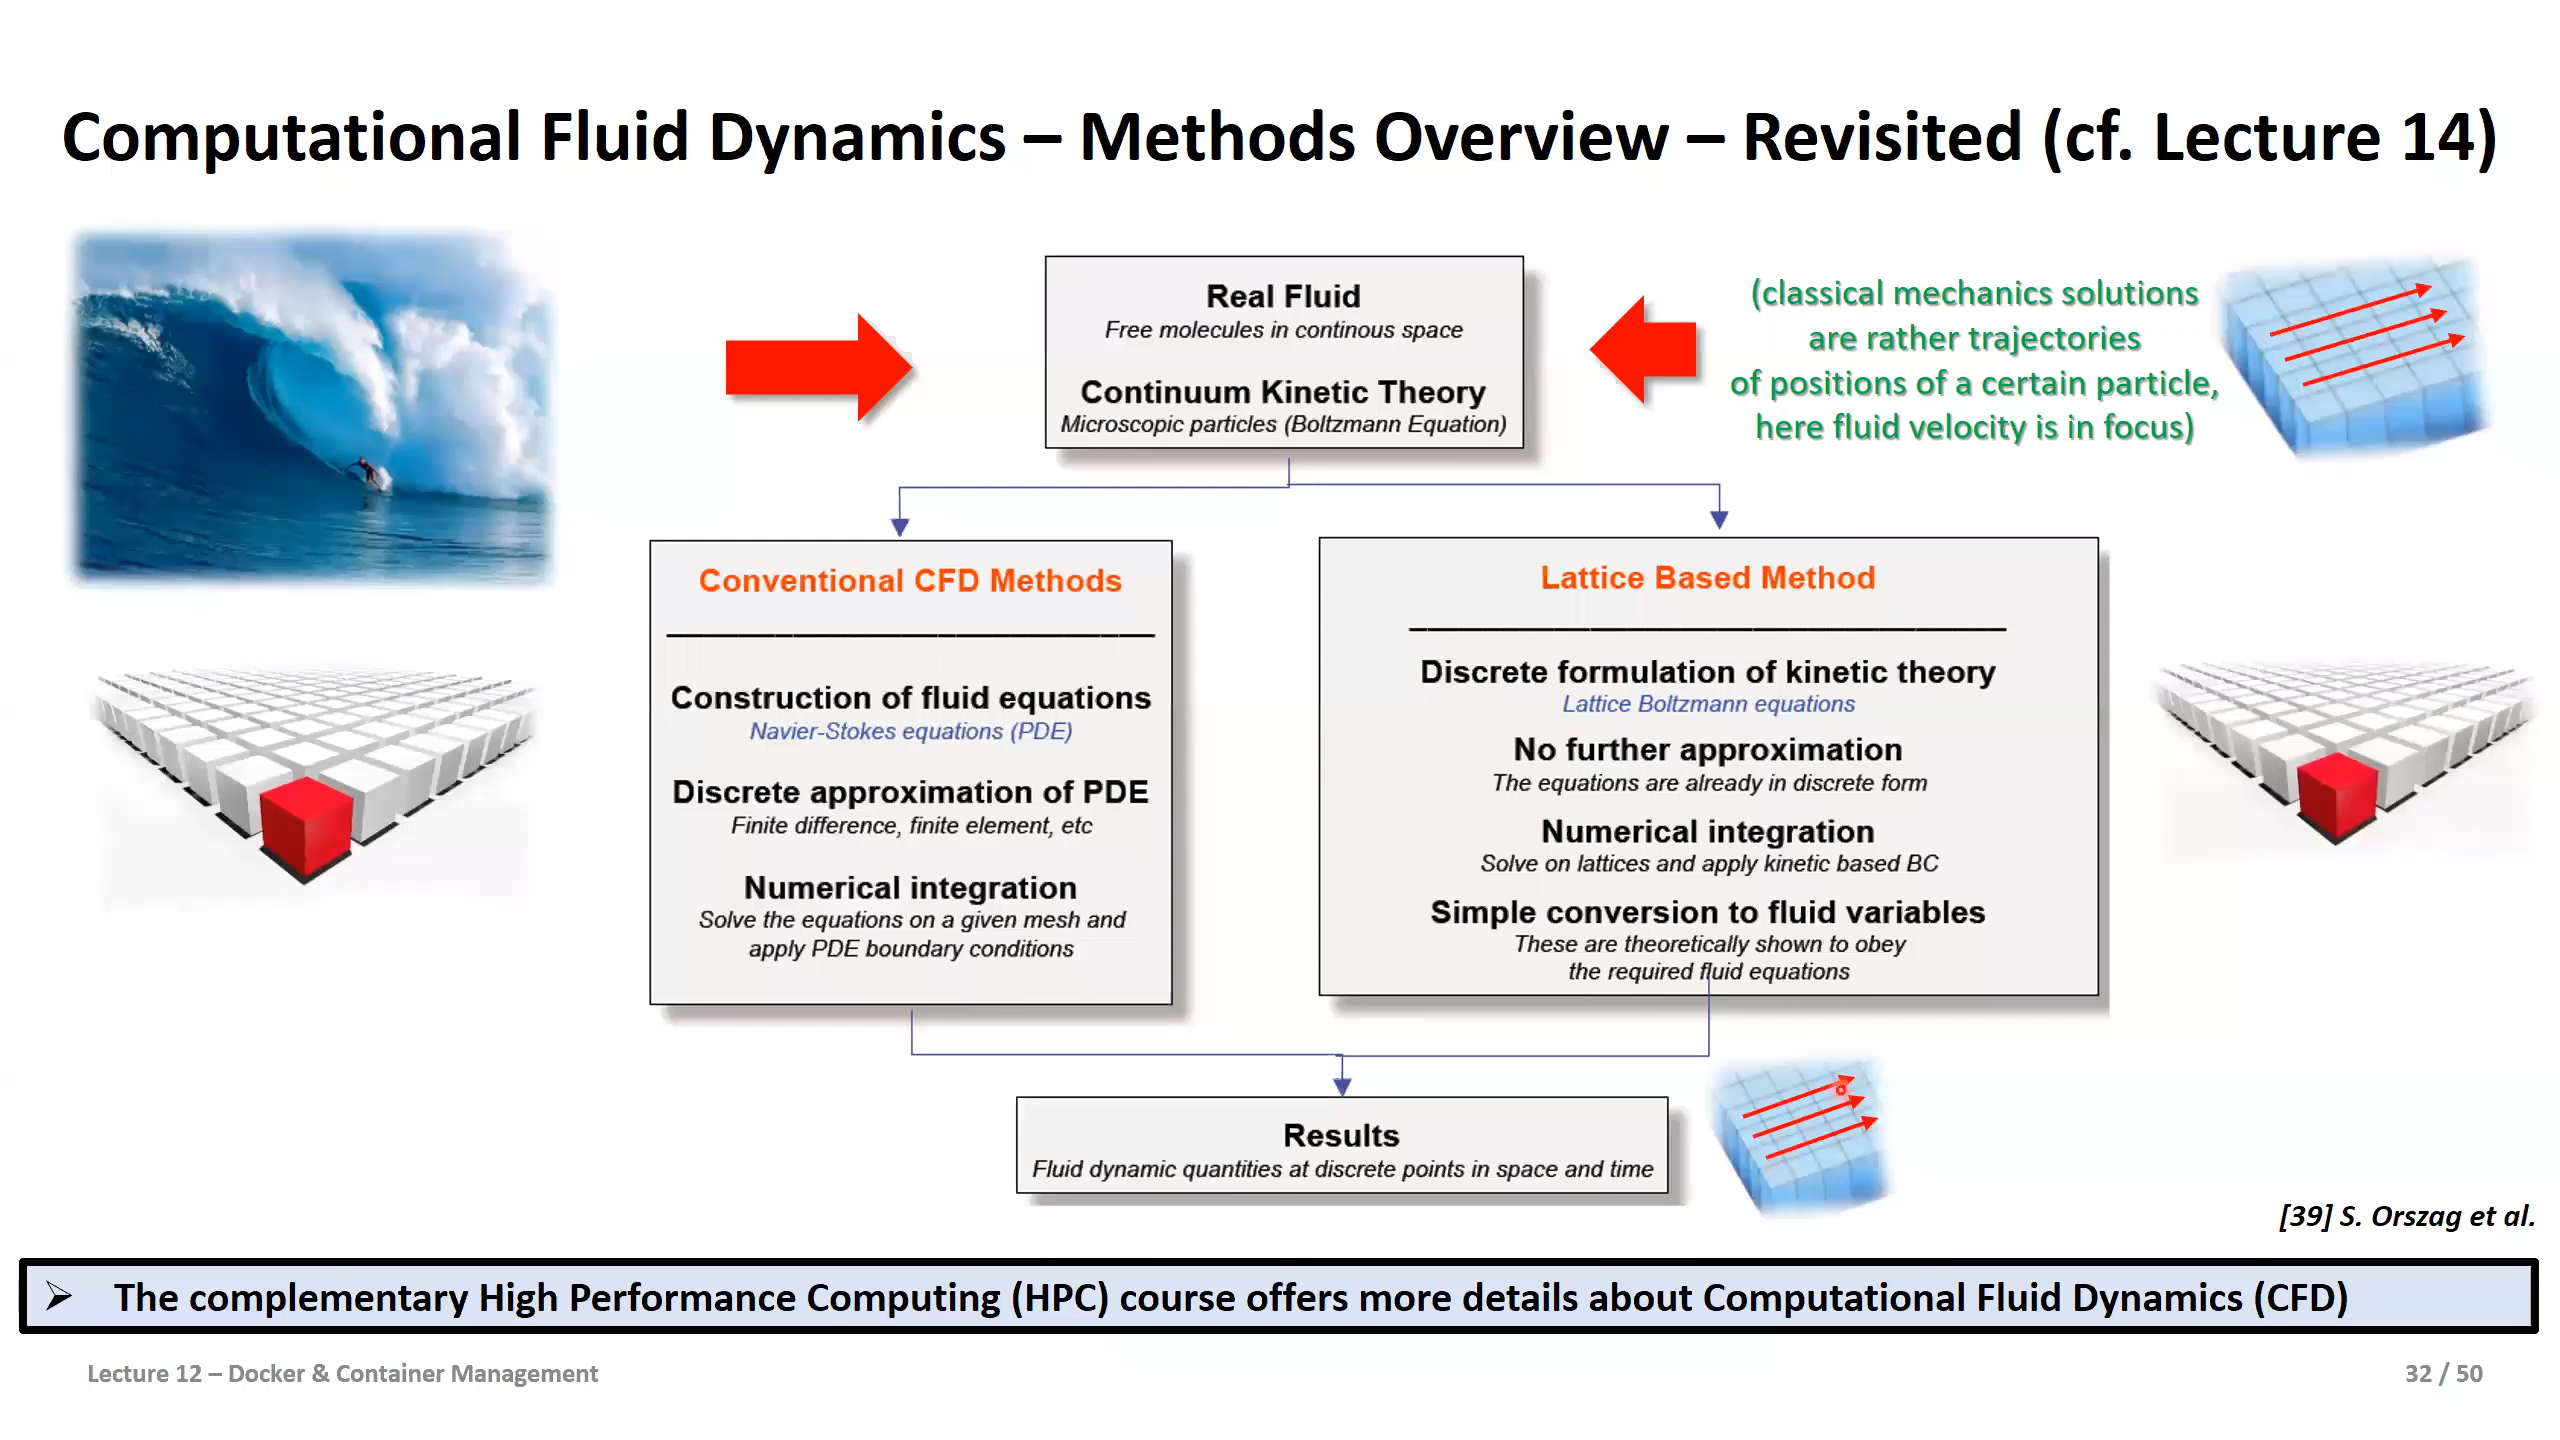 Computational Fluid Dynamics – Methods Overview – Revisited (cf. Lecture 14)
Real Fluid
Free molecules in continous space
Continuum Kinetic Theory
Microscopic particles (Boltzmann Equation)
(classical mechanics solutions
are rather trajectories
of positions of a certain particle,
here fluid velocity is in focus)
Conventional CFD Methods
Construction of fluid equations
Navier-Stokes equations (PDE)
Discrete approximation of PDE
Finite difference, finite element, etc
Numerical integration
Solve the equations on a given mesh and
apply PDE boundary conditions
Lattice Based Method
Discrete formulation of kinetic theory
Lattice Boltzmann equations
No further approximation
The equations are already in discrete form
Numerical integration
Solve on lattices and apply kinetic based BC
Simple conversion to fluid variables
These are theoretically shown to obey
the required fluid equations
Results
Fluid dynamic quantities at discrete points in space and time
[39] S. Orszag et al.
➢ The complementary High Performance Computing (HPC) course offers more details about Computational Fluid Dynamics (CFD)
Lecture 12 – Docker & Container Management
32 / 50